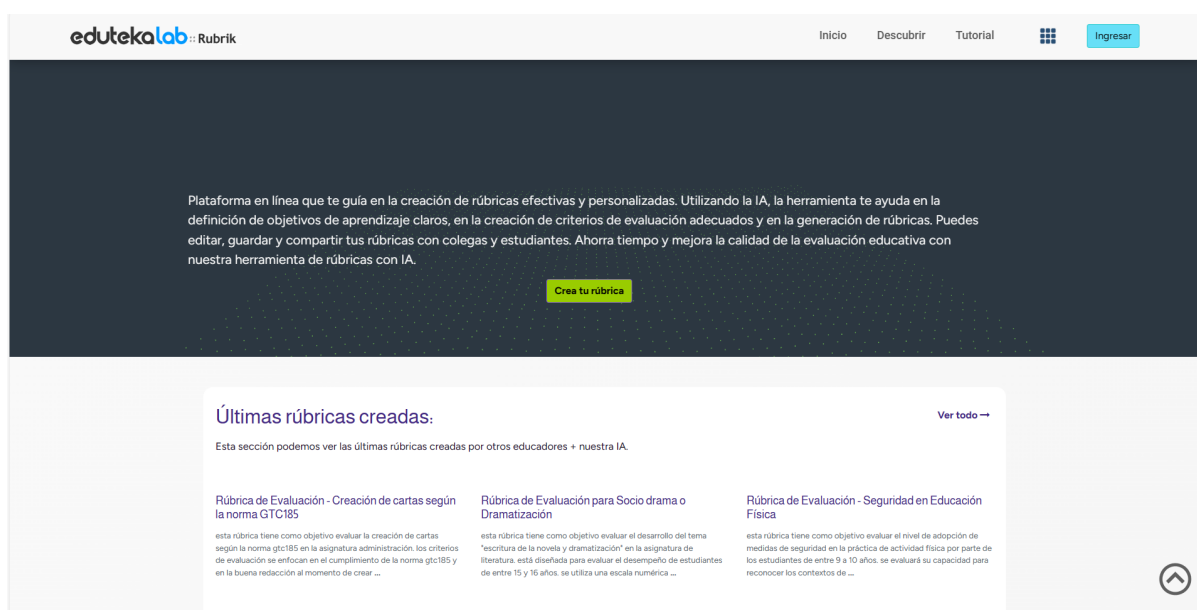 edutekalab :: Rubrik
Inicio Descubrir Tutorial Ingresar
Plataforma en línea que te guía en la creación de rúbricas efectivas y personalizadas. Utilizando la IA, la herramienta te ayuda en la
definición de objetivos de aprendizaje claros, en la creación de criterios de evaluación adecuados y en la generación de rúbricas. Puedes
editar, guardar y compartir tus rúbricas con colegas y estudiantes. Ahorra tiempo y mejora la calidad de la evaluación educativa con
nuestra herramienta de rúbricas con IA.
Crea tu rúbrica
Últimas rúbricas creadas:
Ver todo →
Esta sección podemos ver las últimas rúbricas creadas por otros educadores + nuestra IA.
Rúbrica de Evaluación - Creación de cartas según
la norma GTC185
esta rúbrica tiene como objetivo evaluar la creación de cartas
según la norma gtc185 en la asignatura administración. los criterios
de evaluación se enfocan en el cumplimiento de la norma gtc185 y
en la buena redacción al momento de crear ...
Rúbrica de Evaluación para Socio drama o
Dramatización
esta rúbrica tiene como objetivo evaluar el desarrollo del tema
"escritura de la novela y dramatización" en la asignatura de
literatura. está diseñada para evaluar el desempeño de estudiantes
de entre 15 y 16 años. se utiliza una escala numérica ...
Rúbrica de Evaluación - Seguridad en Educación
Física
esta rúbrica tiene como objetivo evaluar el nivel de adopción de
medidas de seguridad en la práctica de actividad física por parte de
los estudiantes de entre 9 a 10 años. se evaluará su capacidad para
reconocer los contextos de ...